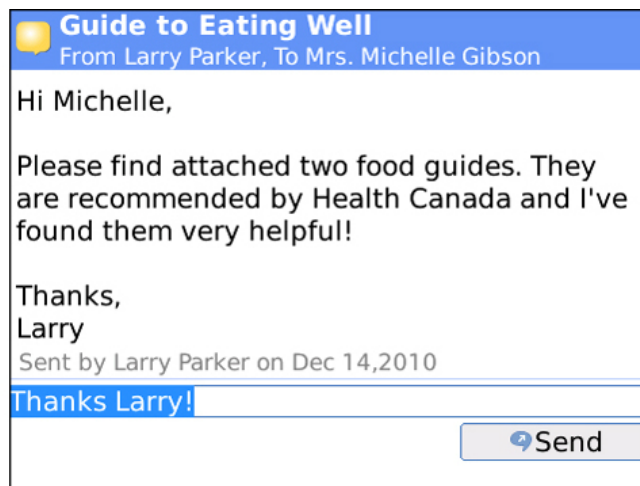 Guide to Eating Well
From Larry Parker, To Mrs. Michelle Gibson
Hi Michelle,
Please find attached two food guides. They
are recommended by Health Canada and I've
found them very helpful!
Thanks,
Larry
Sent by Larry Parker on Dec 14,2010
Thanks Larry!
Send